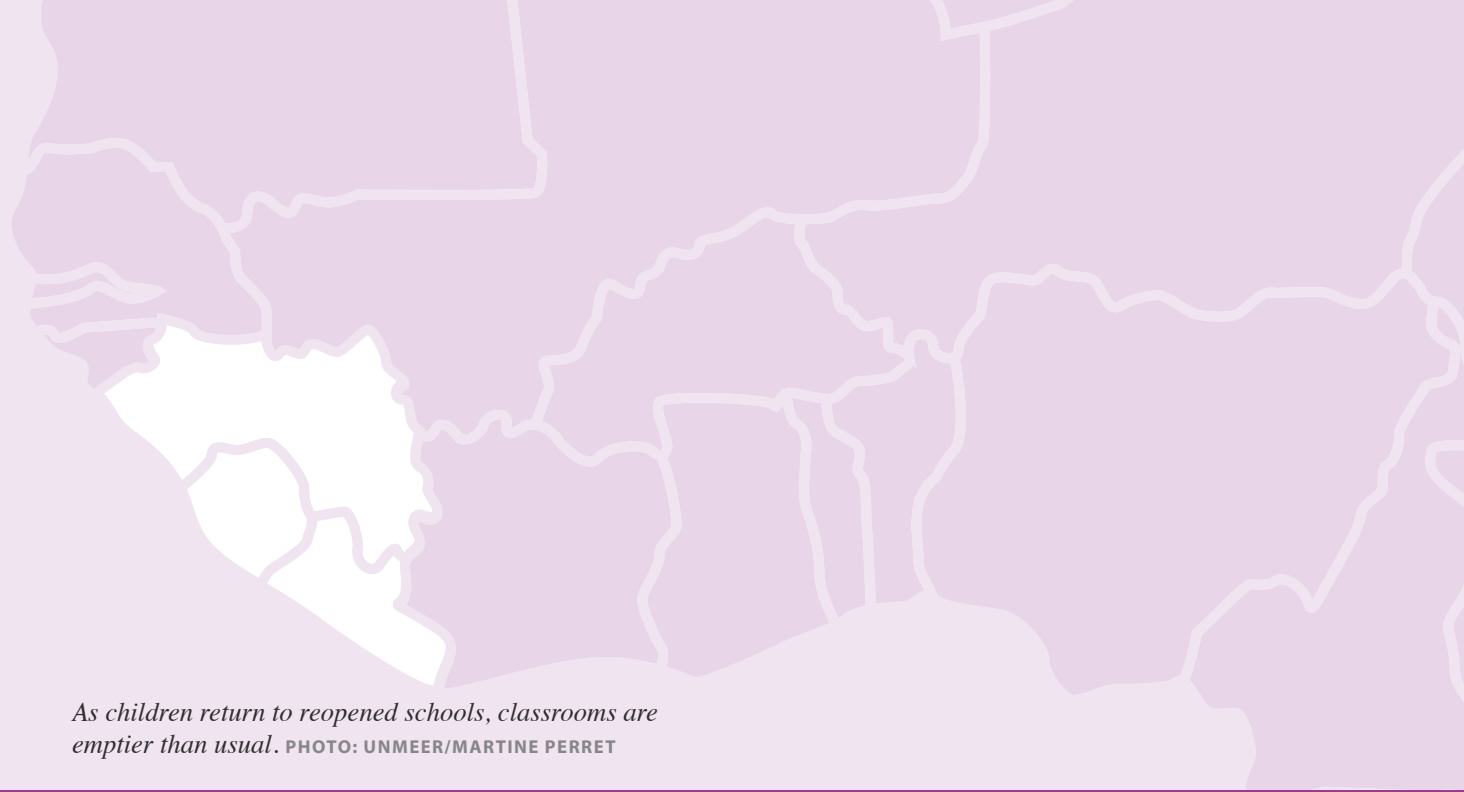 As children return to reopened schools, classrooms are
emptier than usual. PHOTO: UNMEER/MARTINE PERRET